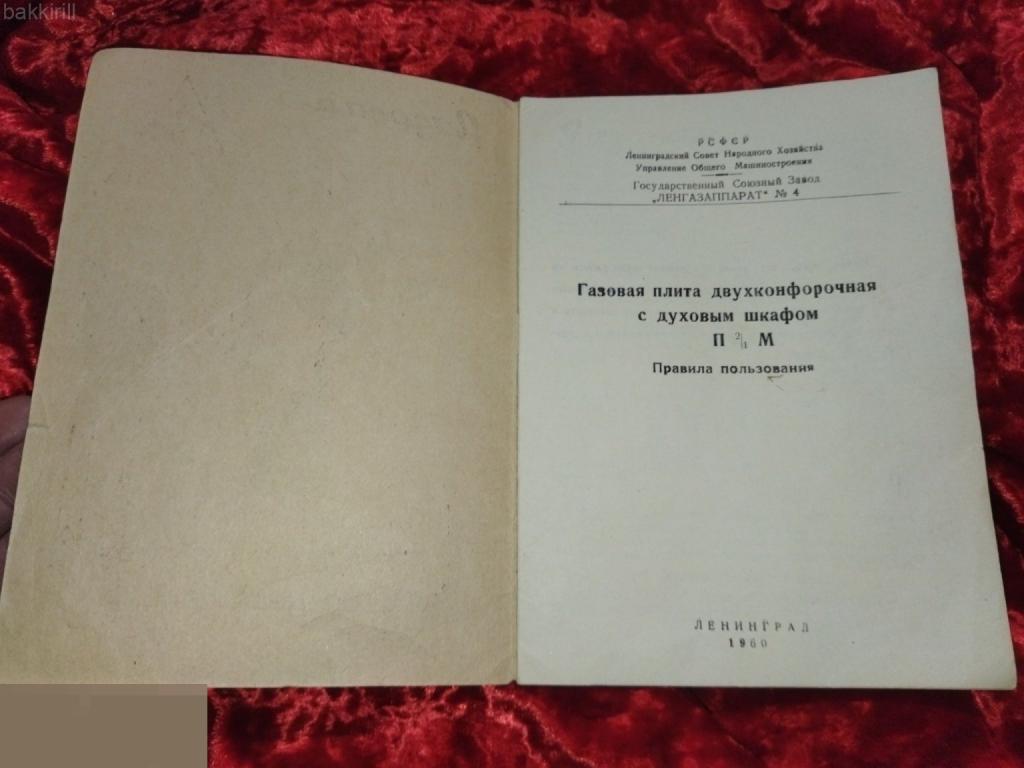 bakkirill
РСФСР
Ленинградский Совет Народного Хозяйства
Управление Общего Машиностроения
Государственный Союзный Завод
„ЛЕНГАЗАППАРАТ" № 4
Газовая плита двухконфорочная
с духовым шкафом
П 2/1 М
Правила пользования
ЛЕНИНГРАД
1960